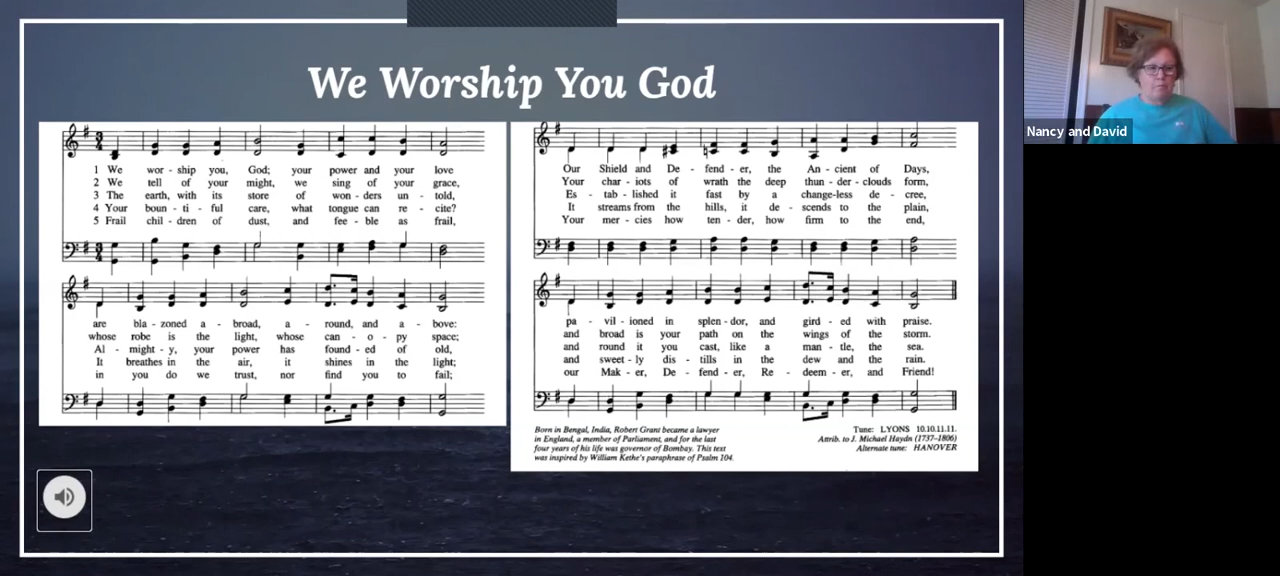 We Worship You God
1 We wor - ship you, God; your power and your love
2 We tell of your might, we sing of your grace,
3 The earth, with its store of won - ders un - told,
4 Your boun - ti - ful care, what tongue can re - cite?
5 Frail chil - dren of dust, and fee - ble as frail,
are bla - zoned a - broad, a - round, and a - bove:
whose robe is the light, whose can - o - py space;
Al - might - y, your power has found - ed of old,
It breathes in the air, it shines in the light;
in you do we trust, nor find you to fail;
Our Shield and De - fend - er, the An - cient of Days,
Your char - iots of wrath the deep thun - der - clouds form,
Es - tab - lished it fast by a change-less de - cree,
It streams from the hills, it de - scends to the plain,
Your mer - cies how ten - der, how firm to the end,
pa - vil - ioned in splen - dor, and gird - ed with praise.
and broad is your path on the wings of the storm.
and round it you cast, like a man - tle, the sea.
and sweet - ly dis - tills in the dew and the rain.
our Mak - er, De - fend - er, Re - deem - er, and Friend!
Born in Bengal, India, Robert Grant became a lawyer
in England, a member of Parliament, and for the last
four years of his life was governor of Bombay. This text
was inspired by William Kethe's paraphrase of Psalm 104.
Tune: LYONS 10.10.11.11.
Attrib. to J. Michael Haydn (1737-1806)
Alternate tune: HANOVER
Nancy and David